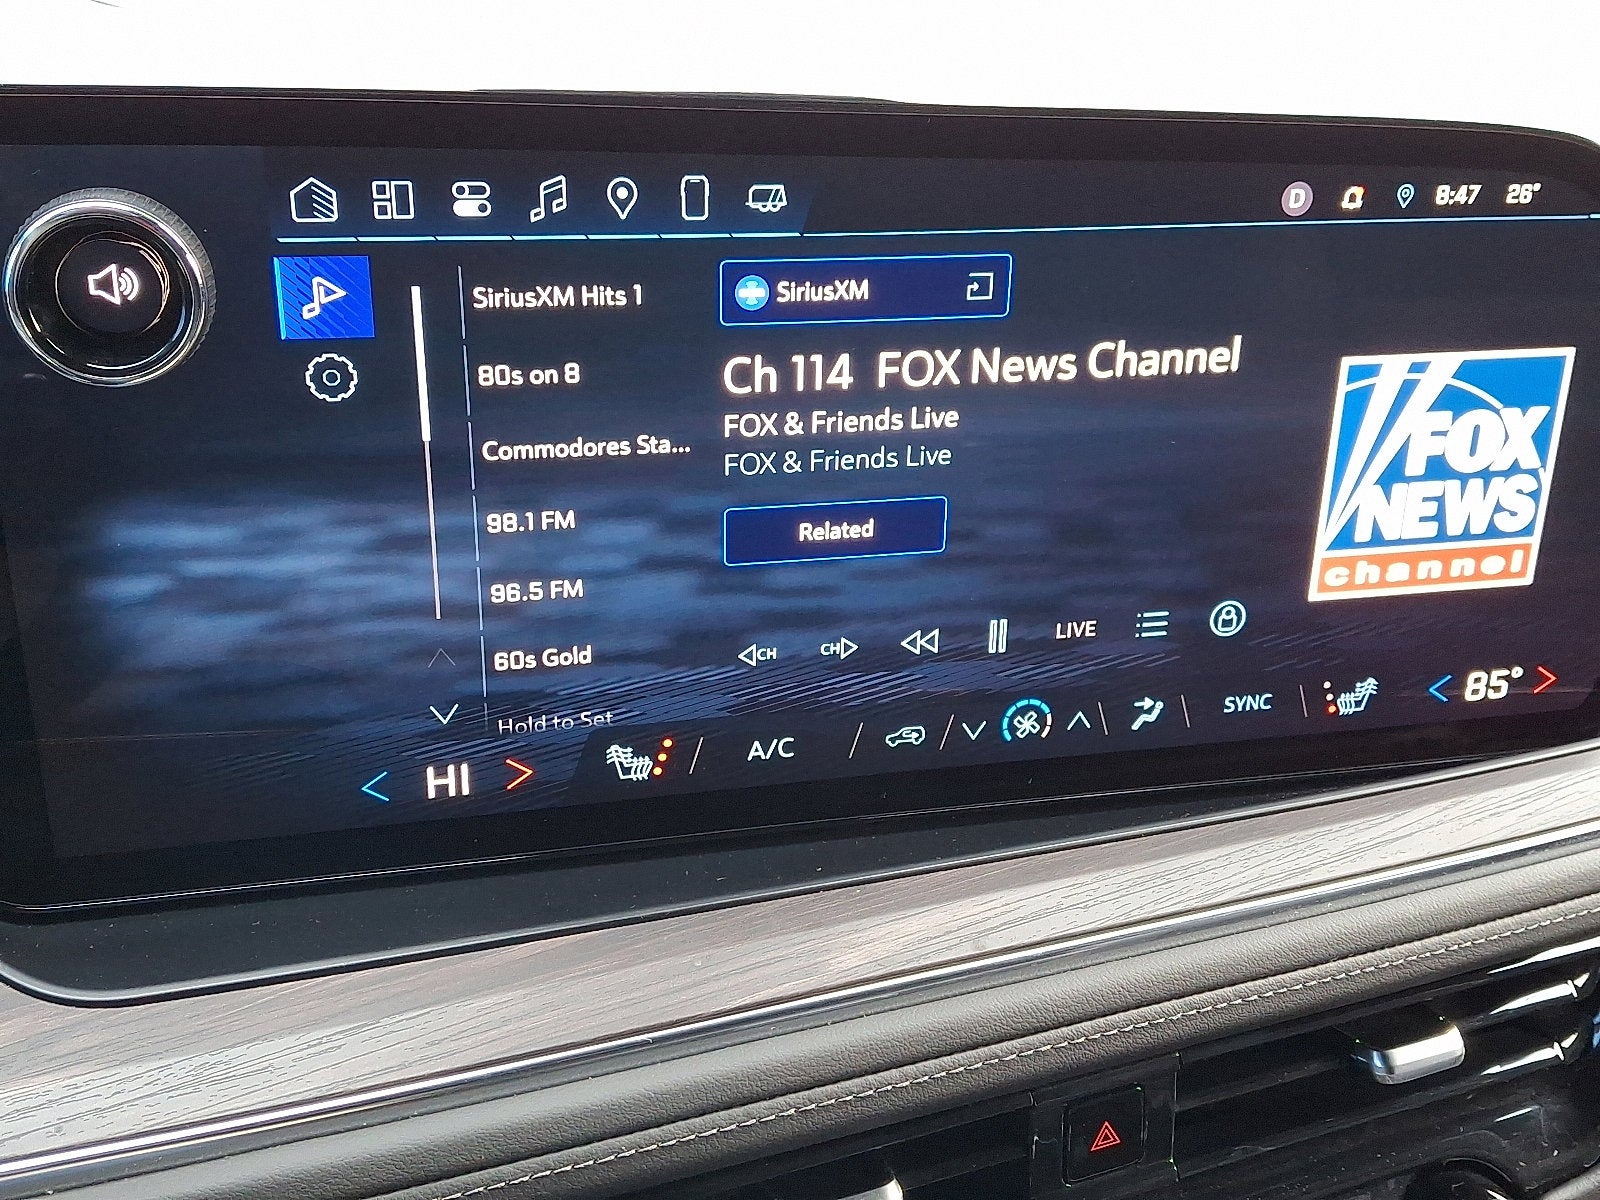 D 8:47 26°
SiriusXM Hits 1
80s on 8
Commodores Sta...
98.1 FM
96.5 FM
60s Gold
Hold to Set
SiriusXM
Ch 114 FOX News Channel
FOX & Friends Live
FOX & Friends Live
Related
FOX
NEWS
channel
CH CH LIVE
HI A/C SYNC 85°